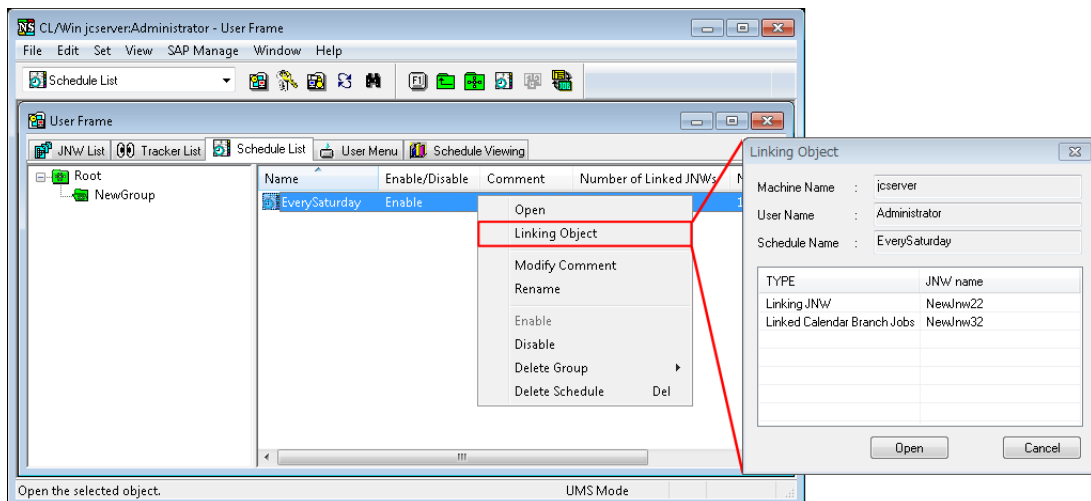 CL/Win jcserver:Administrator - User Frame
File Edit Set View SAP Manage Window Help
Schedule List
User Frame
JNW List Tracker List Schedule List User Menu Schedule Viewing
Root
NewGroup
Name Enable/Disable Comment Number of Linked JNWs N
EverySaturday Enable 1
Open
Linking Object
Modify Comment
Rename
Enable
Disable
Delete Group
Delete Schedule Del
Open the selected object. UMS Mode
Linking Object
Machine Name : jcserver
User Name : Administrator
Schedule Name : EverySaturday
TYPE JNW name
Linking JNW NewJnw22
Linked Calendar Branch Jobs NewJnw32
Open Cancel